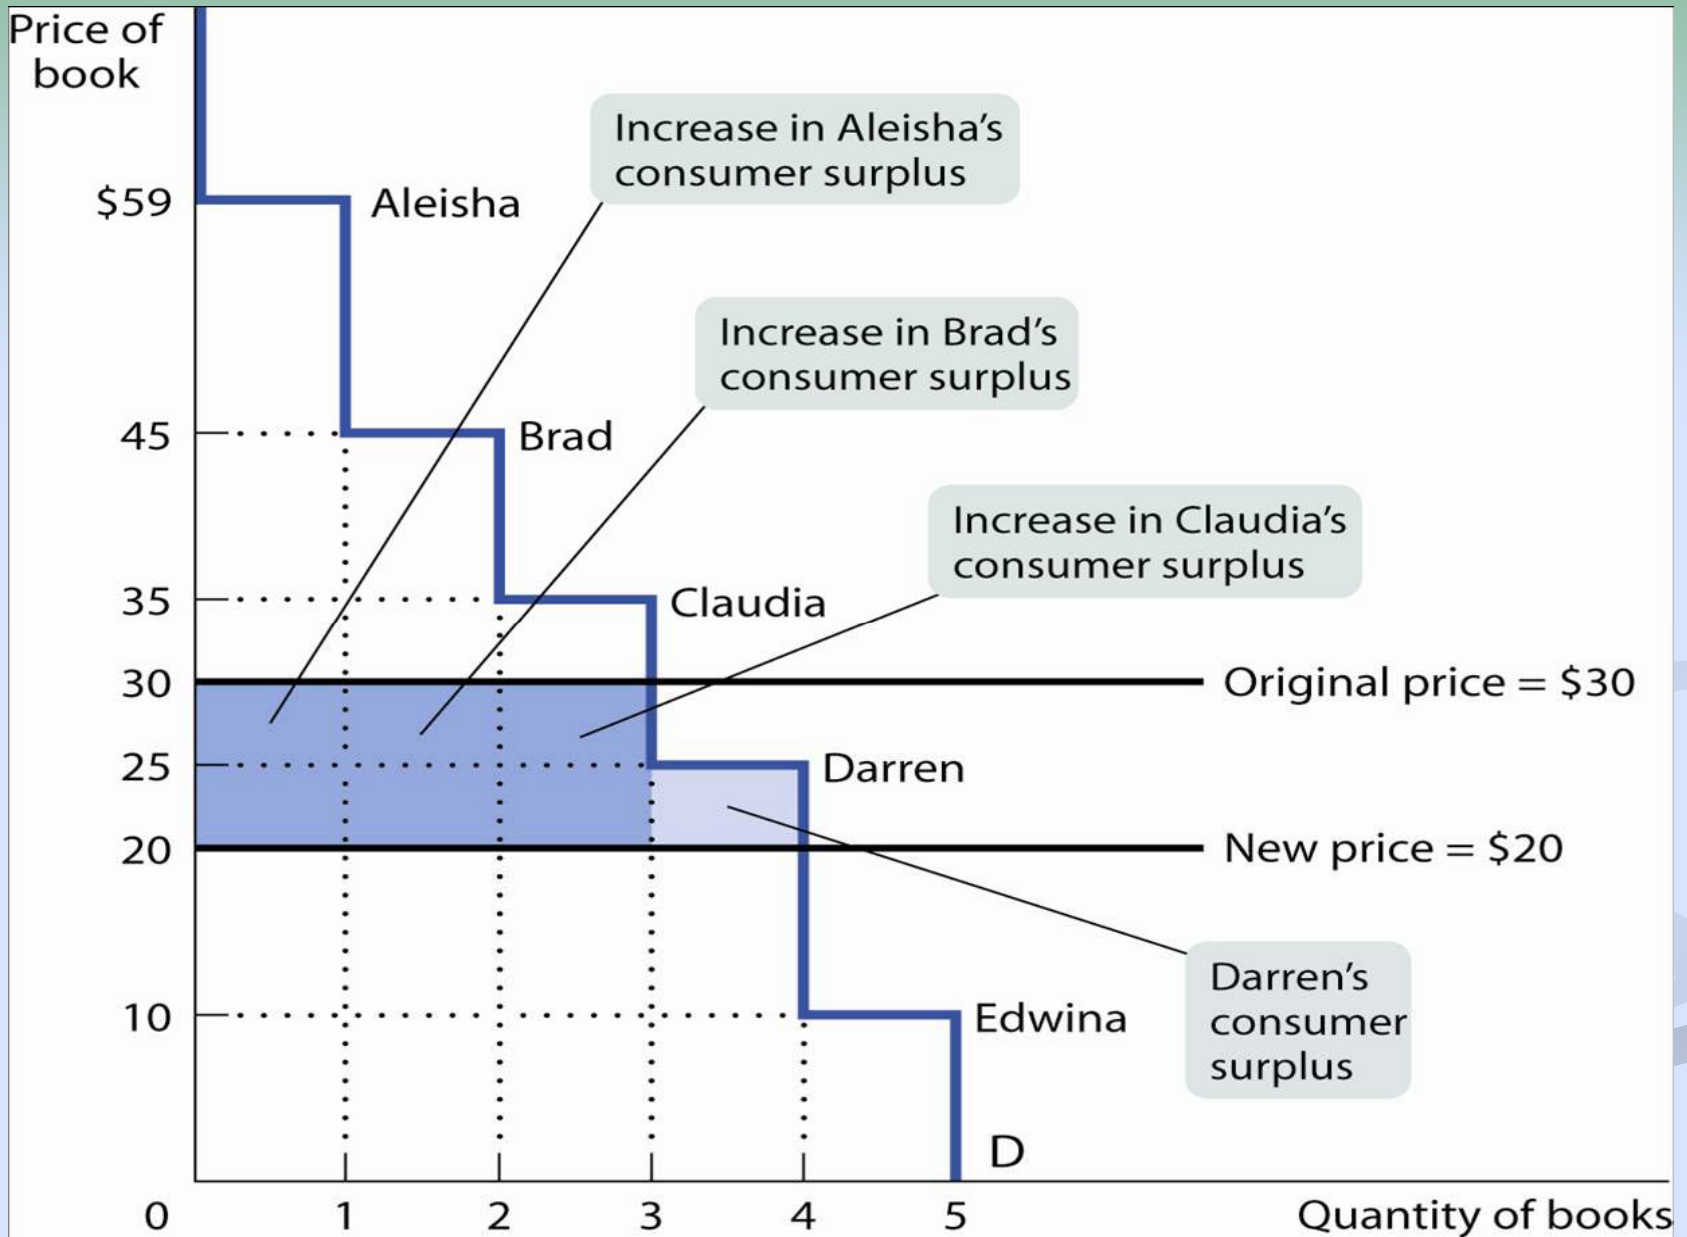 Price of
book
Increase in Aleisha’s
consumer surplus
$59
Aleisha
Increase in Brad’s
consumer surplus
45
Brad
Increase in Claudia’s
consumer surplus
35
Claudia
30
Original price = $30
25
Darren
20
New price = $20
Darren’s
consumer
surplus
10
Edwina
D
0 1 2 3 4 5 Quantity of books